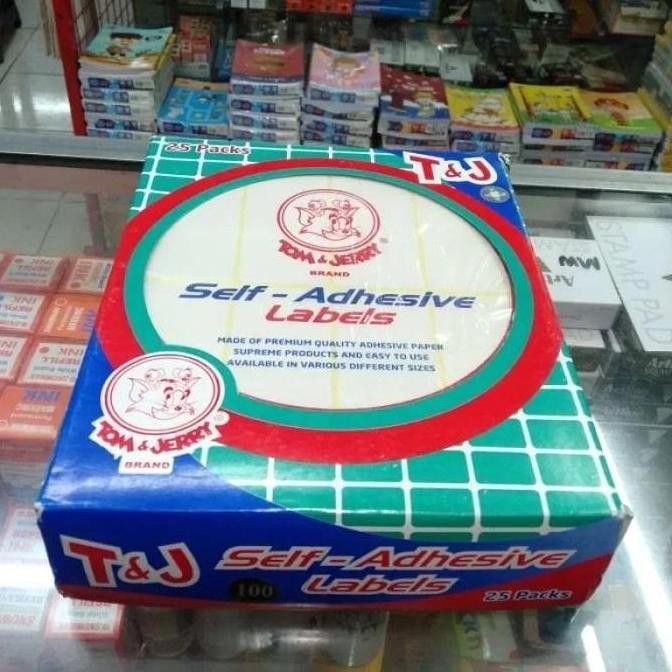 25 Packs
T&J
TOM & JERRY
BRAND
Self - Adhesive
Labels
MADE OF PREMIUM QUALITY ADHESIVE PAPER
SUPREME PRODUCTS AND EASY TO USE
AVAILABLE IN VARIOUS DIFFERENT SIZES
TOM & JERRY
BRAND
T&J
Self - Adhesive
Labels
100
25 Packs
STAMP PAD
REFILL
INK